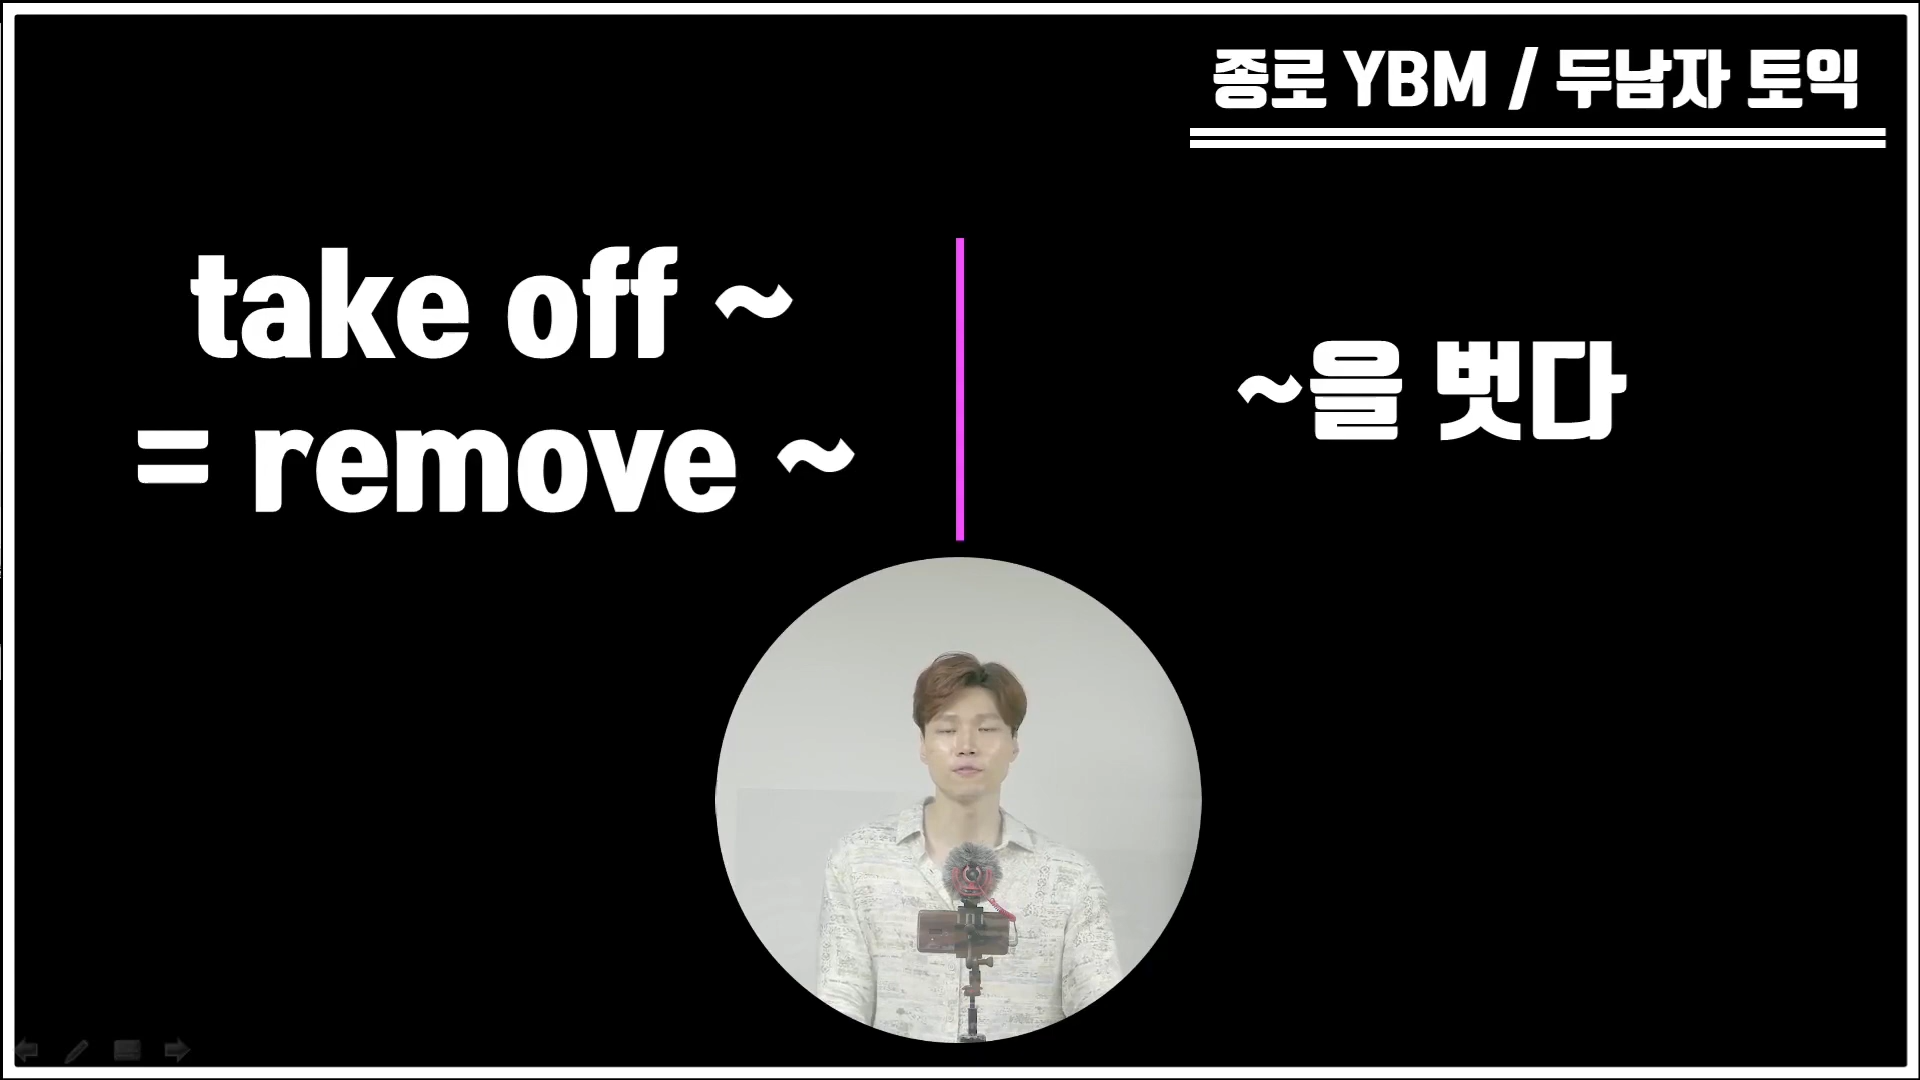 종로 YBM / 두남자 토익
take off ~
= remove ~
~을 벗다